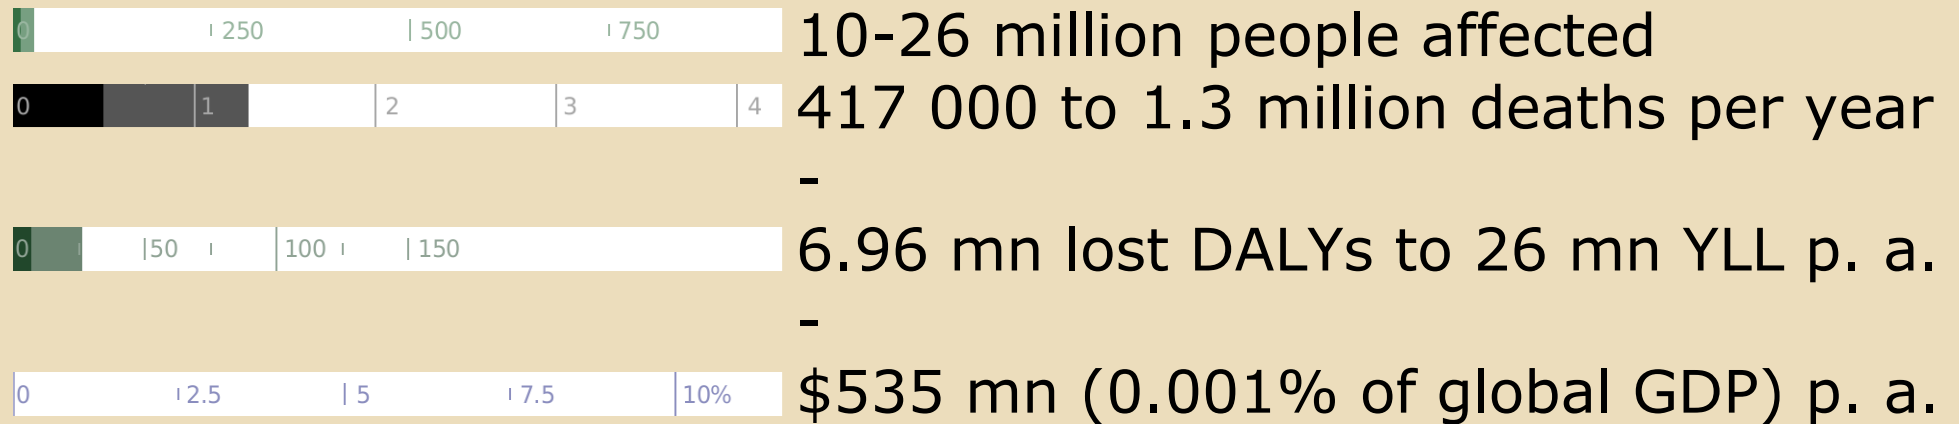 0 250 500 750 10-26 million people affected
0 1 2 3 4 417 000 to 1.3 million deaths per year
-
0 50 100 150 6.96 mn lost DALYs to 26 mn YLL p. a.
-
0 2.5 5 7.5 10% $535 mn (0.001% of global GDP) p. a.